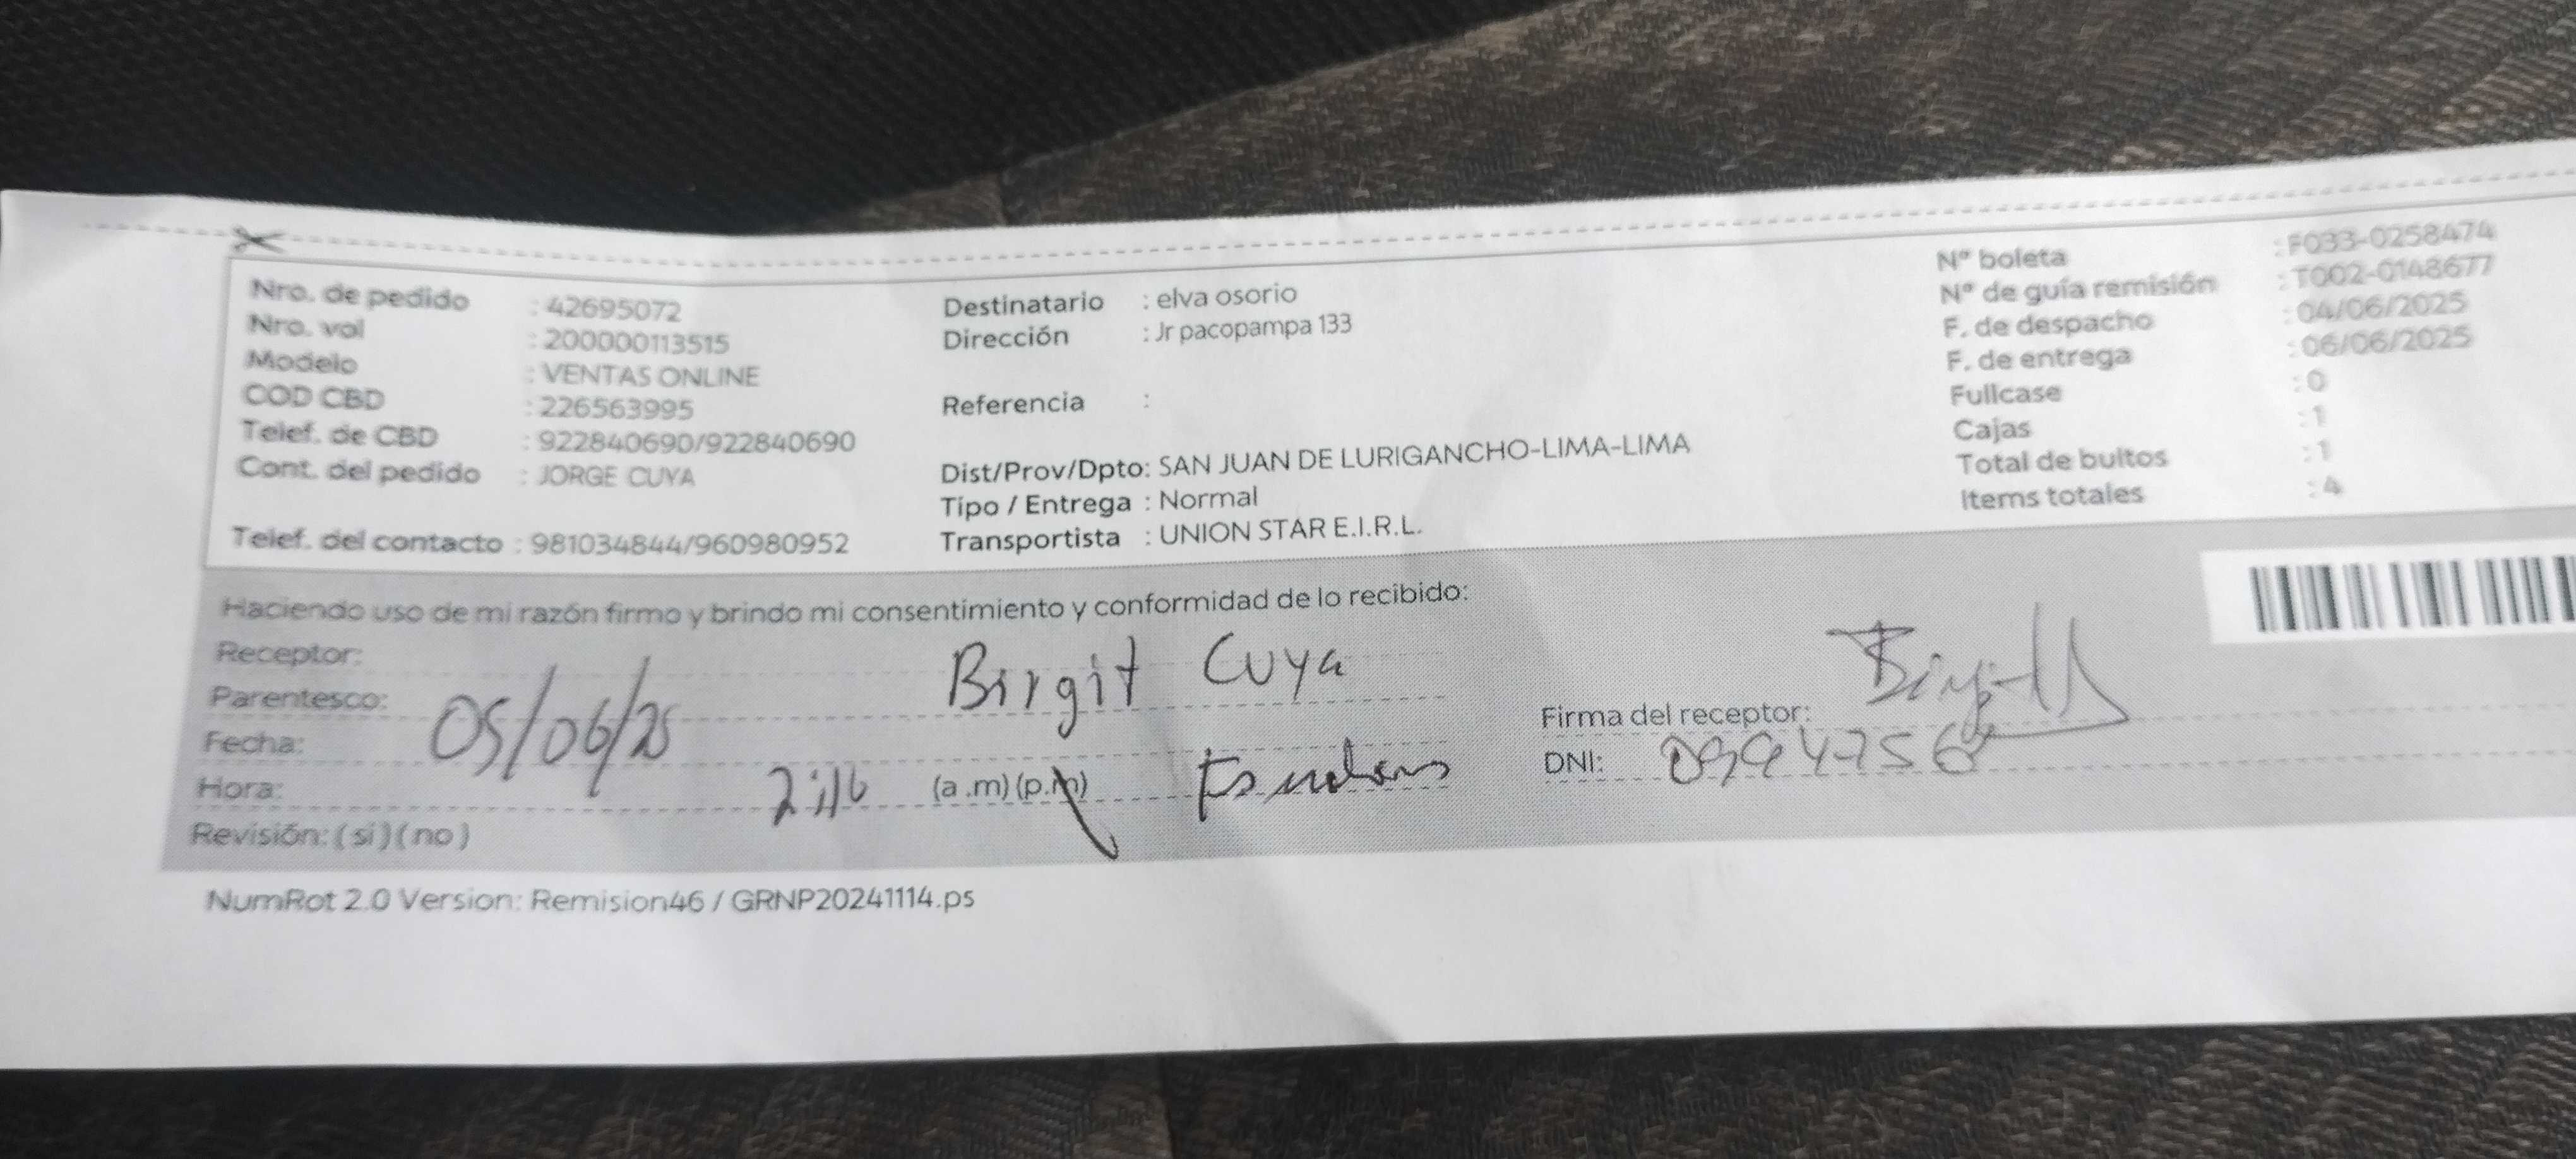 Nro. de pedido : 42695072
Nro. val : 200000113515
Modelo : VENTAS ONLINE
COD CBD : 226563995
Telef. de CBD : 922840690/922840690
Cont. del pedido : JORGE CUYA
Telef. del contacto : 981034844/960980952
Destinatario : elva osorio
Dirección : Jr pacopampa 133
Referencia :
Dist/Prov/Dpto: SAN JUAN DE LURIGANCHO-LIMA-LIMA
Tipo / Entrega : Normal
Transportista : UNION STAR E.I.R.L.
Nº boleta : F033-0258474
Nº de guía remisión : T002-0148677
F. de despacho : 04/06/2025
F. de entrega : 06/06/2025
Fullcase : 0
Cajas : 1
Total de bultos : 1
Items totales : 4
Haciendo uso de mi razón firmo y brindo mi consentimiento y conformidad de lo recibido:
Receptor: Birgit Cuya
Parentesco:
Fecha: 05/06/25
Hora: 2:16 (a .m) (p.m)
Revisión: ( si ) ( no )
Firma del receptor:
DNI:
NumRot 2.0 Version: Remision46 / GRNP20241114.ps